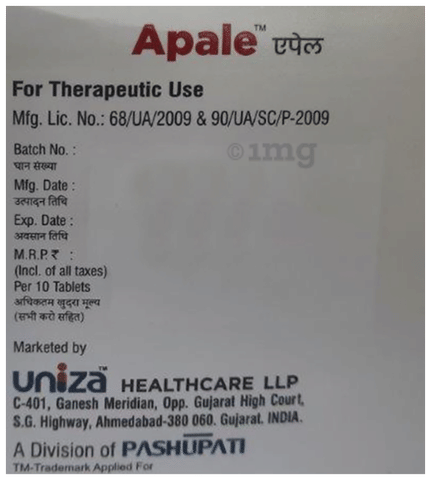 Apale™ एपेल
For Therapeutic Use
Mfg. Lic. No.: 68/UA/2009 & 90/UA/SC/P-2009
©1mg
Batch No. :
घान संख्या
Mfg. Date :
उत्पादन तिथि
Exp. Date :
अवसान तिथि
M.R.P.₹ :
(Incl. of all taxes)
Per 10 Tablets
अधिकतम खुदरा मूल्य
(सभी करो सहित)
Marketed by
UNIZA™ HEALTHCARE LLP
C-401, Ganesh Meridian, Opp. Gujarat High Court,
S.G. Highway, Ahmedabad-380 060. Gujarat. INDIA.
A Division of PASHUPATI
TM-Trademark Applied For